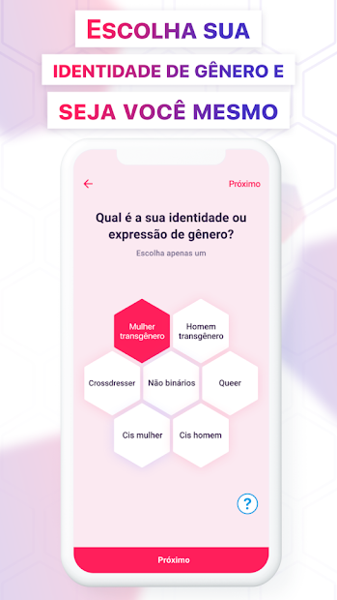 Escolha sua
identidade de gênero e
seja você mesmo
Próximo
Qual é a sua identidade ou
expressão de gênero?
Escolha apenas um
Mulher
transgênero
Homem
transgênero
Crossdresser
Não binários
Queer
Cis mulher
Cis homem
?
Próximo